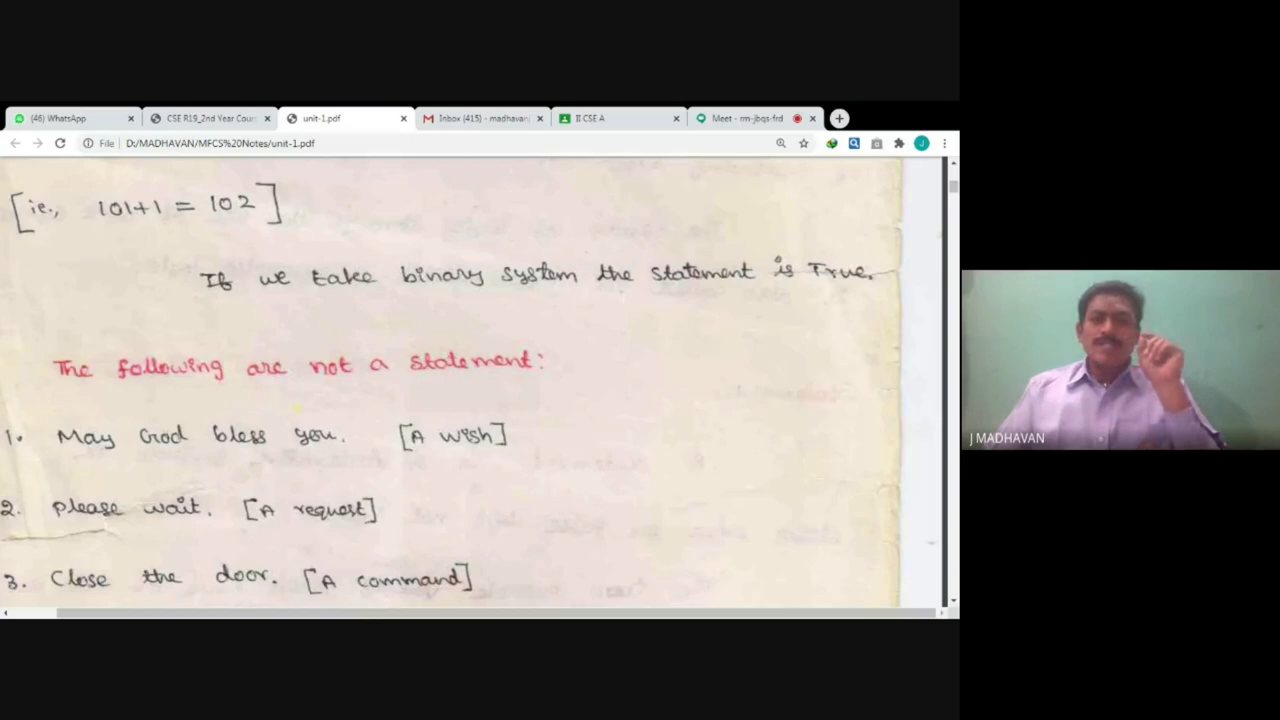 (46) WhatsApp
CSE R19_2nd Year Cour
unit-1.pdf
Inbox (415) - madhavan
II CSE A
Meet - rm-jbqs-frd
File D:/MADHAVAN/MFCS%20Notes/unit-1.pdf
J
[ie., 101+1 = 102]
If we take binary system the statement is True.
The following are not a statement:
1. May God bless you. [A wish]
2. Please wait. [A request]
3. Close the door. [A command]
J MADHAVAN